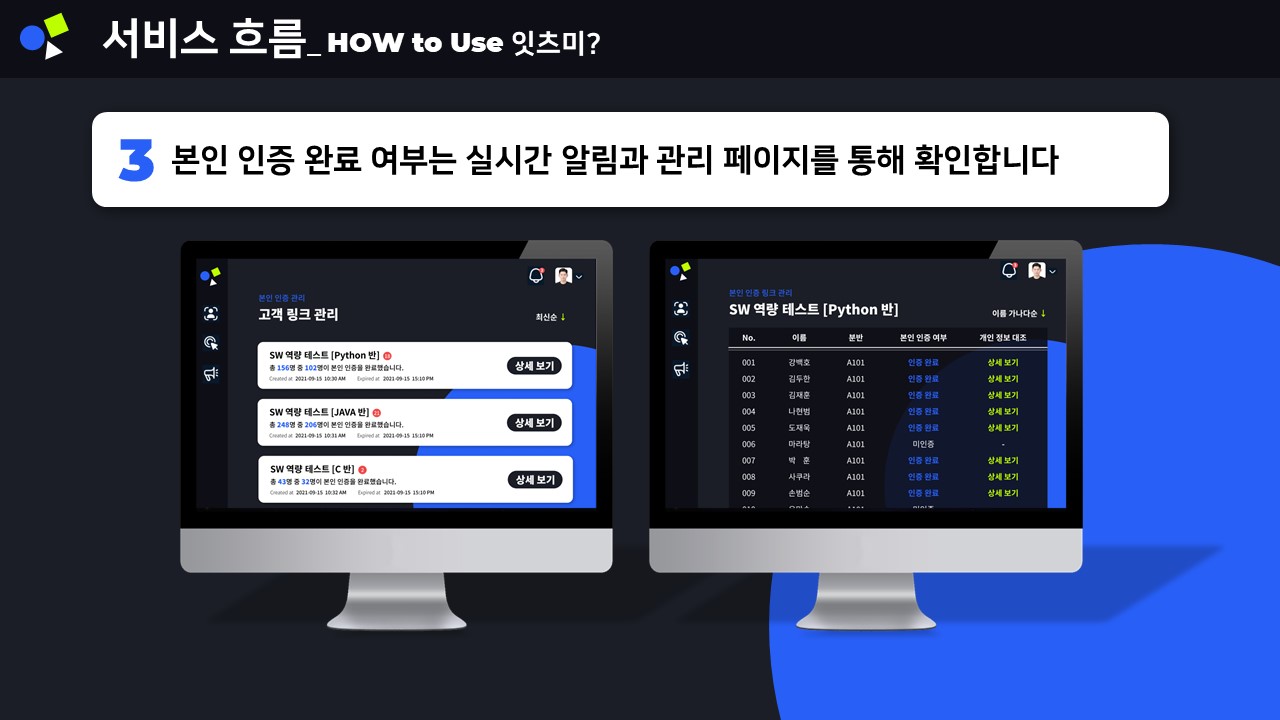 서비스 흐름_ HOW to Use 잇츠미?
3 본인 인증 완료 여부는 실시간 알림과 관리 페이지를 통해 확인합니다
본인 인증 관리
고객 링크 관리
최신순 ↓
SW 역량 테스트 [Python 반]
총 156명 중 102명이 본인 인증을 완료했습니다.
Created at 2021-09-15 10:30 AM Expired at 2021-09-15 15:10 PM
상세 보기
SW 역량 테스트 [JAVA 반]
총 248명 중 206명이 본인 인증을 완료했습니다.
Created at 2021-09-15 10:31 AM Expired at 2021-09-15 15:10 PM
상세 보기
SW 역량 테스트 [C 반]
총 43명 중 32명이 본인 인증을 완료했습니다.
Created at 2021-09-15 10:32 AM Expired at 2021-09-15 15:10 PM
상세 보기
본인 인증 링크 관리
SW 역량 테스트 [Python 반]
이름 가나다순 ↓
No. 이름 분반 본인 인증 여부 개인 정보 대조
001 강백호 A101 인증 완료 상세 보기
002 김두한 A101 인증 완료 상세 보기
003 김재훈 A101 인증 완료 상세 보기
004 나현범 A101 인증 완료 상세 보기
005 도재욱 A101 인증 완료 상세 보기
006 마라탕 A101 미인증 -
007 박 훈 A101 인증 완료 상세 보기
008 사쿠라 A101 인증 완료 상세 보기
009 손범순 A101 인증 완료 상세 보기